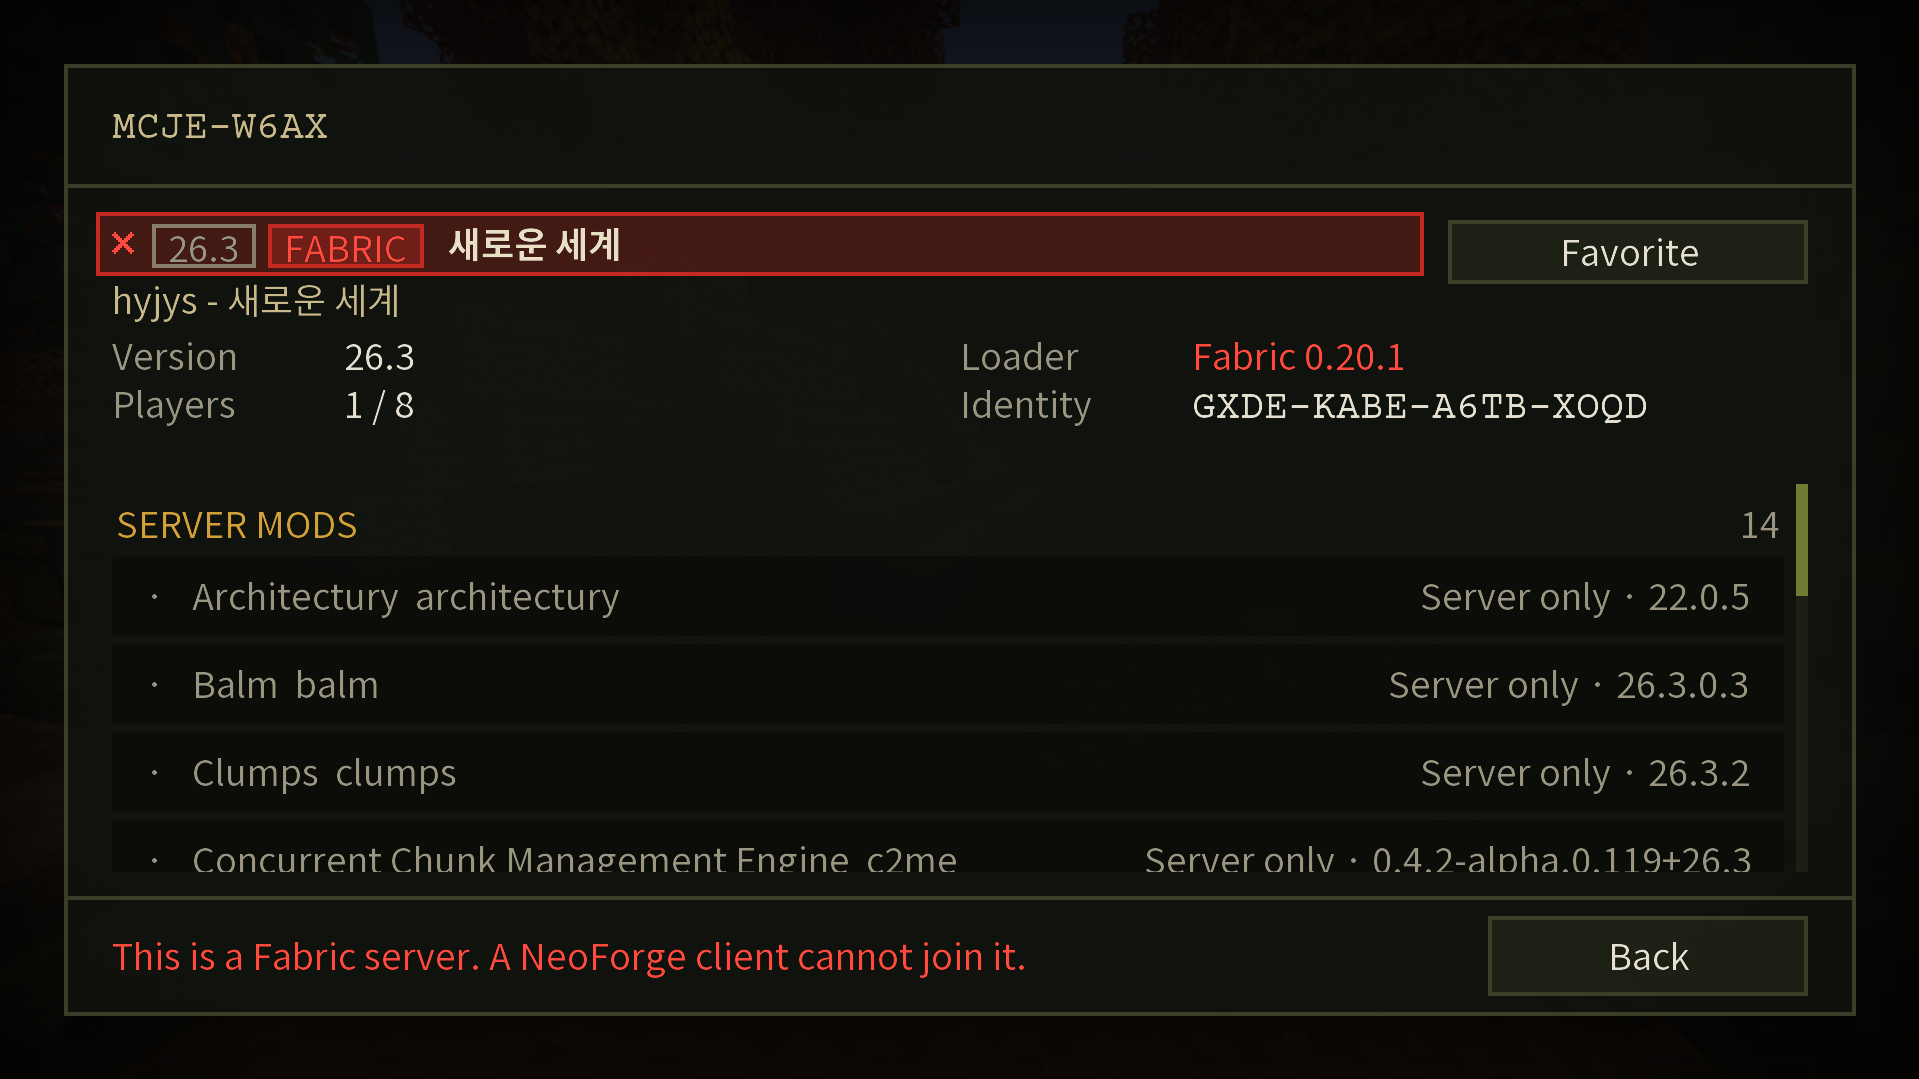 MCJE-W6AX
× 26.3 FABRIC 새로운 세계
Favorite
hyjys - 새로운 세계
Version 26.3 Loader Fabric 0.20.1
Players 1 / 8 Identity GXDE-KABE-A6TB-XOQD
SERVER MODS 14
· Architectury architectury Server only · 22.0.5
· Balm balm Server only · 26.3.0.3
· Clumps clumps Server only · 26.3.2
· Concurrent Chunk Management Engine c2me Server only · 0.4.2-alpha.0.119+26.3
This is a Fabric server. A NeoForge client cannot join it.
Back